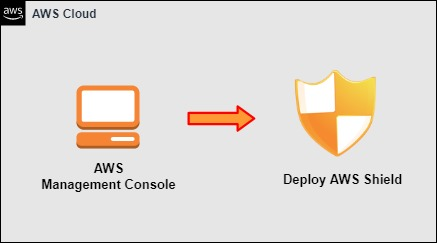 aws
AWS Cloud
AWS
Management Console
Deploy AWS Shield